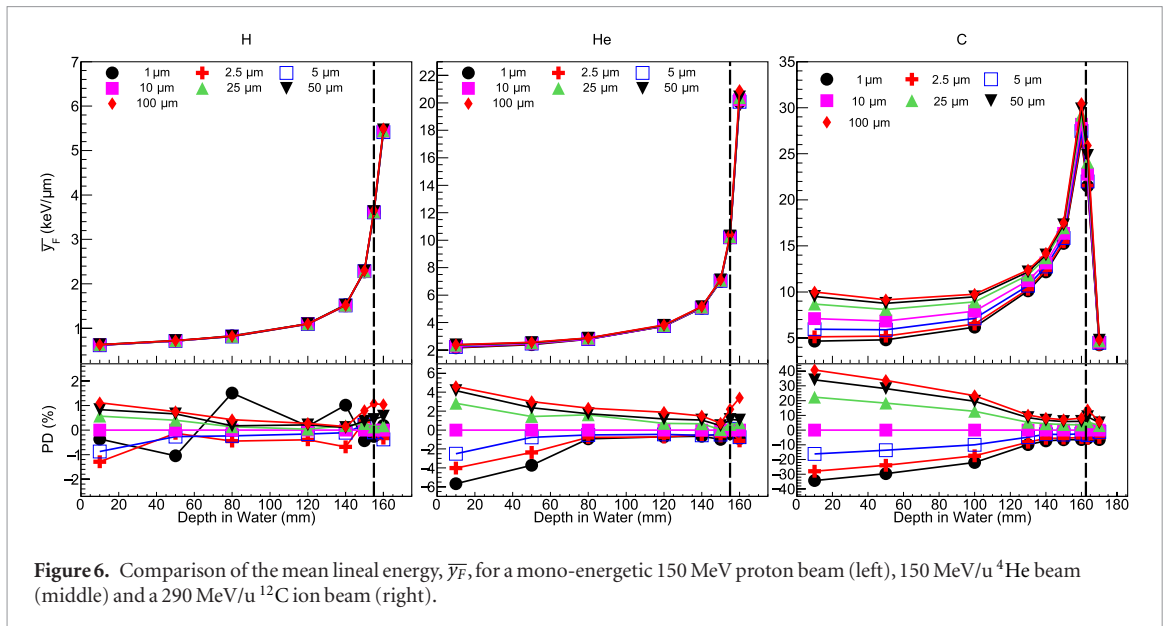 H
He
C
1 μm 2.5 μm 5 μm
10 μm 25 μm 50 μm
100 μm
1 μm 2.5 μm 5 μm
10 μm 25 μm 50 μm
100 μm
1 μm 2.5 μm 5 μm
10 μm 25 μm 50 μm
100 μm
y̅F (keV/μm)
7
6
5
4
3
2
1
22
20
18
16
14
12
10
8
6
4
2
35
30
25
20
15
10
5
PD (%)
2
1
0
−1
−2
6
4
2
0
−2
−4
−6
40
30
20
10
0
−10
−20
−30
−40
0 20 40 60 80 100 120 140 160
0 20 40 60 80 100 120 140 160
0 20 40 60 80 100 120 140 160 180
Depth in Water (mm)
Depth in Water (mm)
Depth in Water (mm)
Figure 6. Comparison of the mean lineal energy, y̅F, for a mono-energetic 150 MeV proton beam (left), 150 MeV/u ⁴He beam
(middle) and a 290 MeV/u ¹²C ion beam (right).